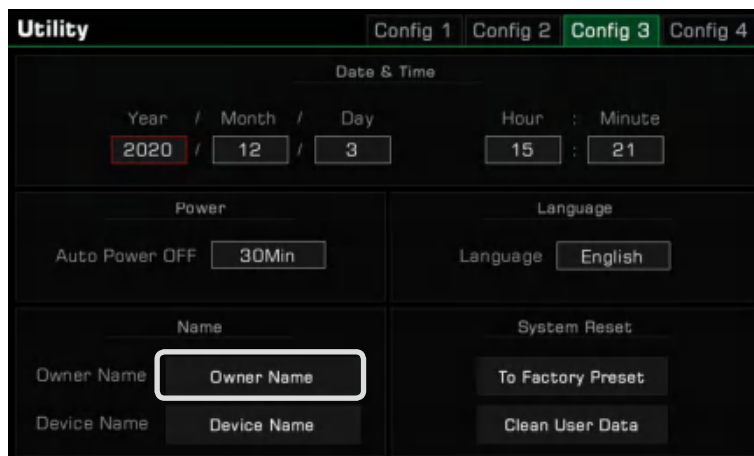 Utility Config 1 Config 2 Config 3 Config 4
Date & Time
Year / Month / Day Hour : Minute
2020 / 12 / 3 15 : 21
Power
Auto Power OFF 30Min
Language
Language English
Name
Owner Name Owner Name
Device Name Device Name
System Reset
To Factory Preset
Clean User Data